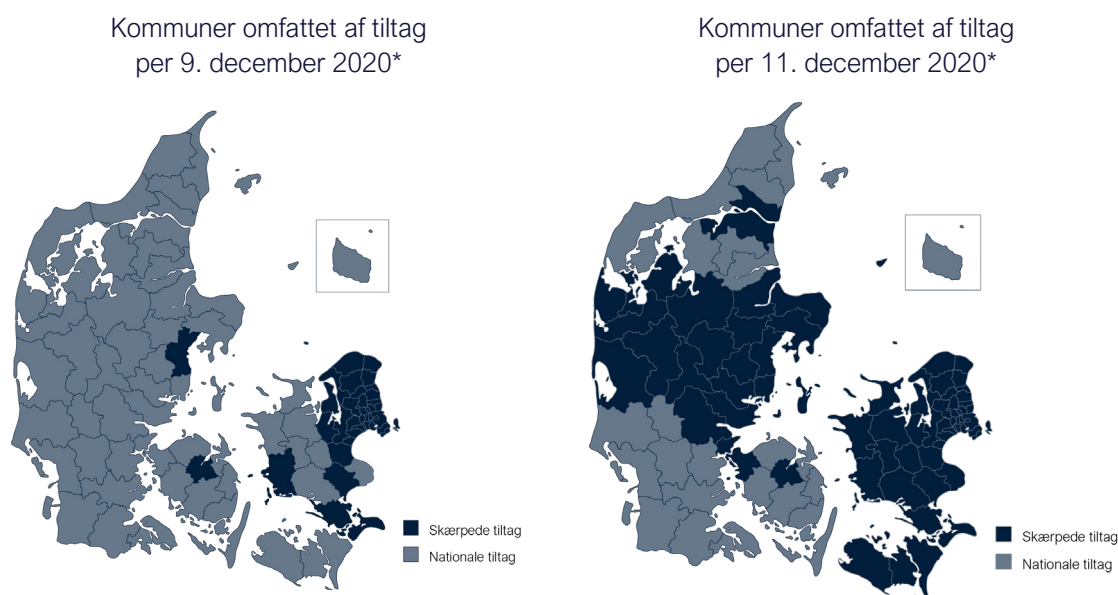 Kommuner omfattet af tiltag
per 9. december 2020*
Skærpede tiltag
Nationale tiltag
Kommuner omfattet af tiltag
per 11. december 2020*
Skærpede tiltag
Nationale tiltag